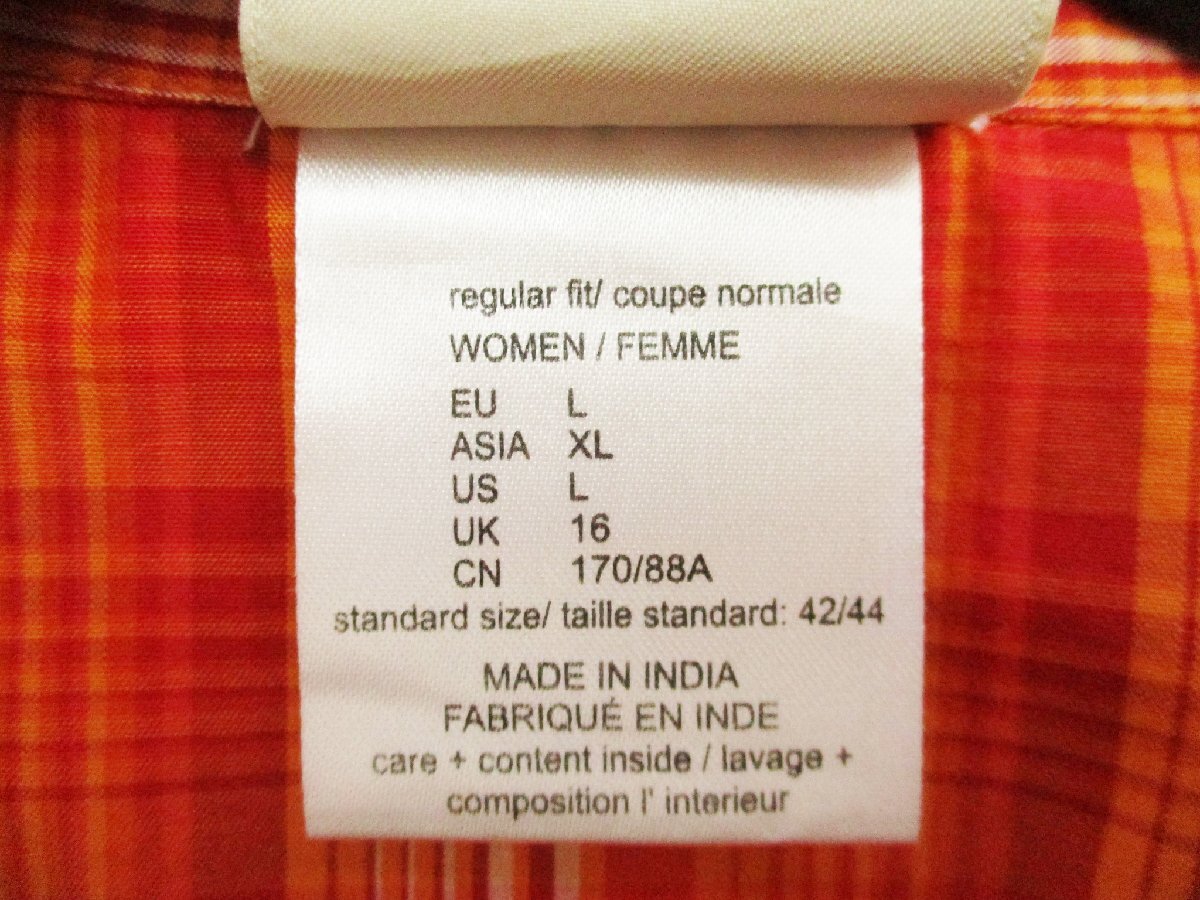 regular fit/ coupe normale
WOMEN / FEMME
EU L
ASIA XL
US L
UK 16
CN 170/88A
standard size/ taille standard: 42/44
MADE IN INDIA
FABRIQUÉ EN INDE
care + content inside / lavage +
composition l' interieur